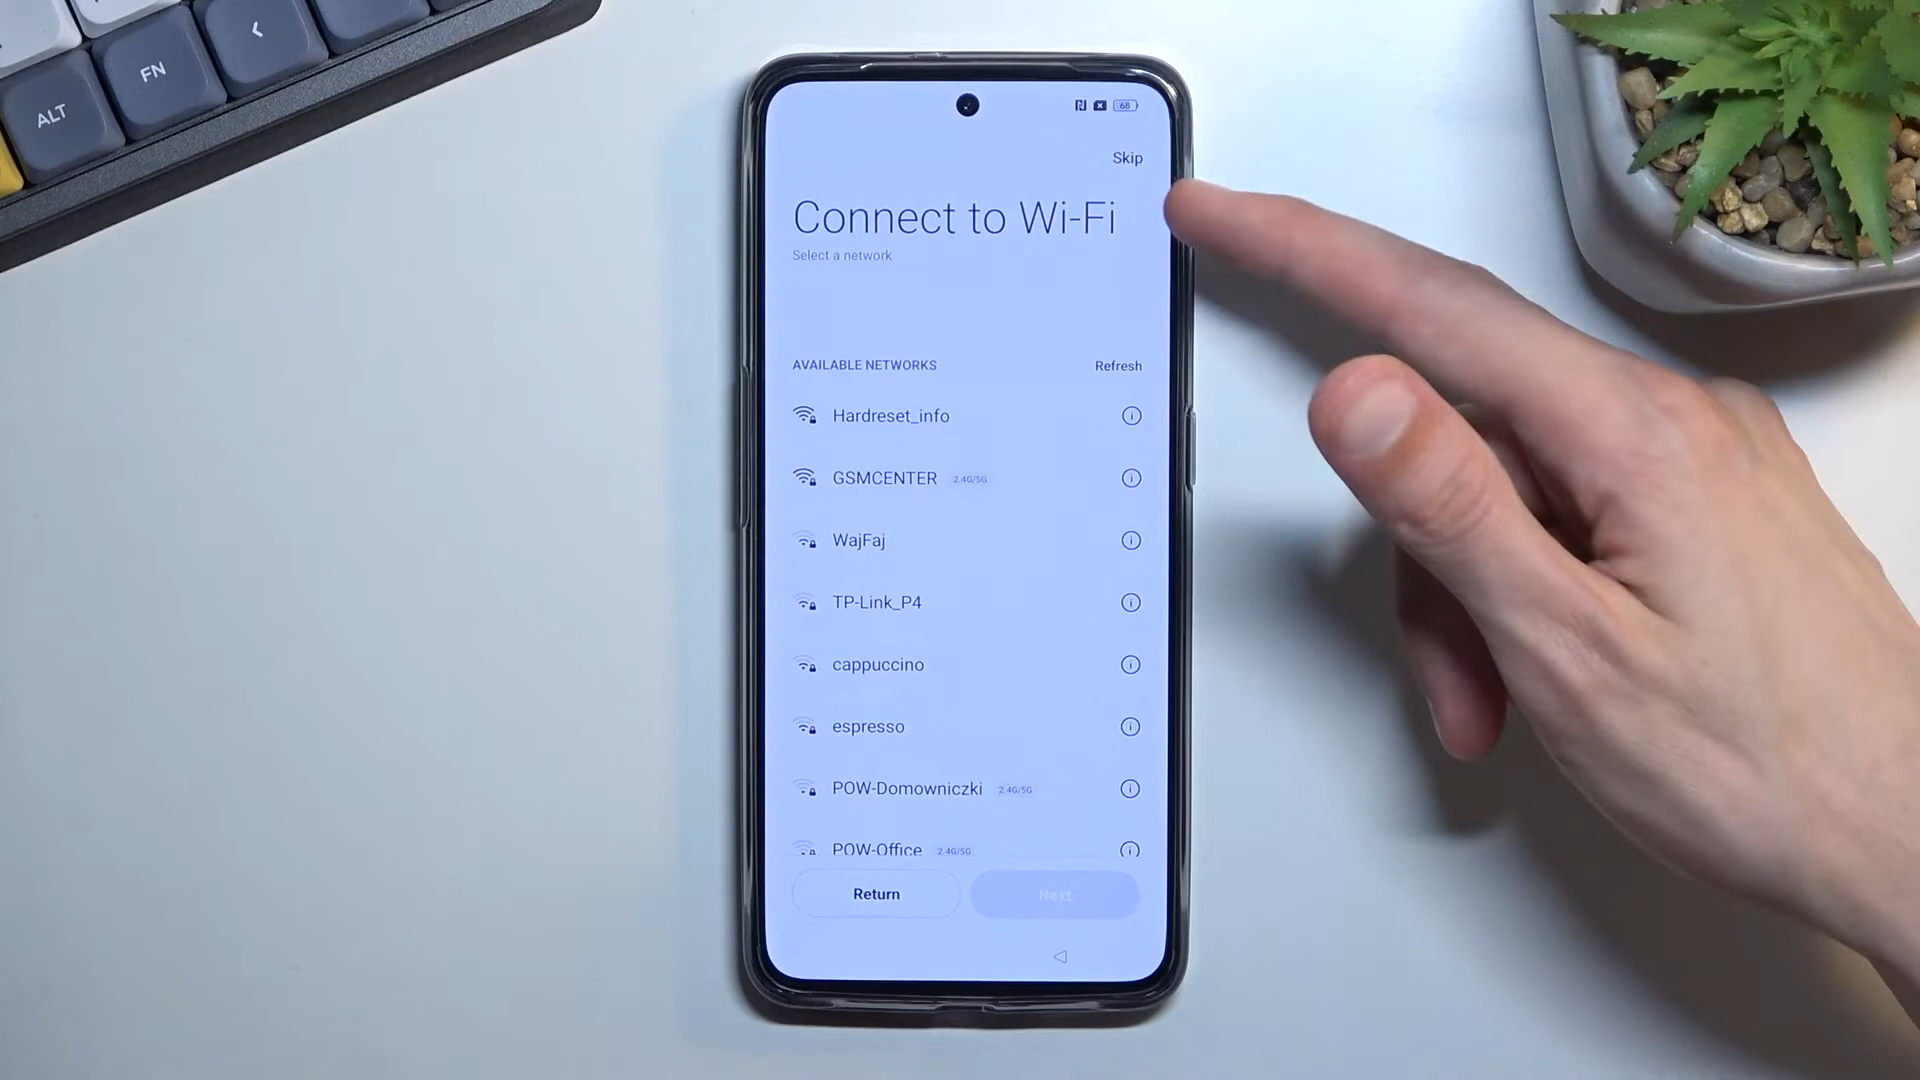 ALT
FN
<
68
Skip
Connect to Wi-Fi
Select a network
AVAILABLE NETWORKS Refresh
Hardreset_info
GSMCENTER 2.4G/5G
WajFaj
TP-Link_P4
cappuccino
espresso
POW-Domowniczki 2.4G/5G
POW-Office 2.4G/5G
Return Next